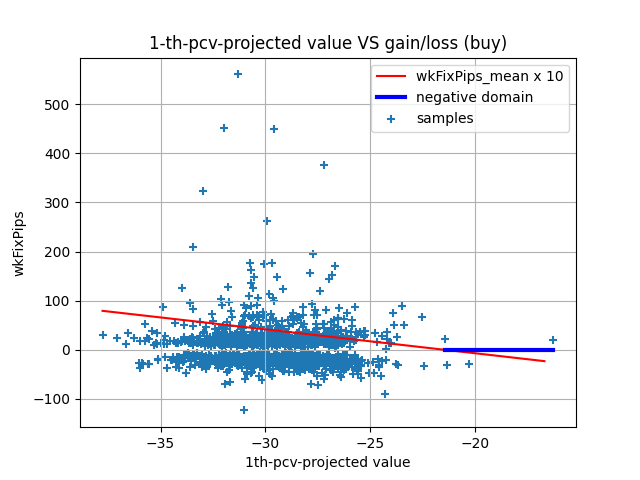 1-th-pcv-projected value VS gain/loss (buy)
wkFixPips_mean x 10
negative domain
samples
500
400
300
200
100
0
−100
wkFixPips
−35
−30
−25
−20
1th-pcv-projected value